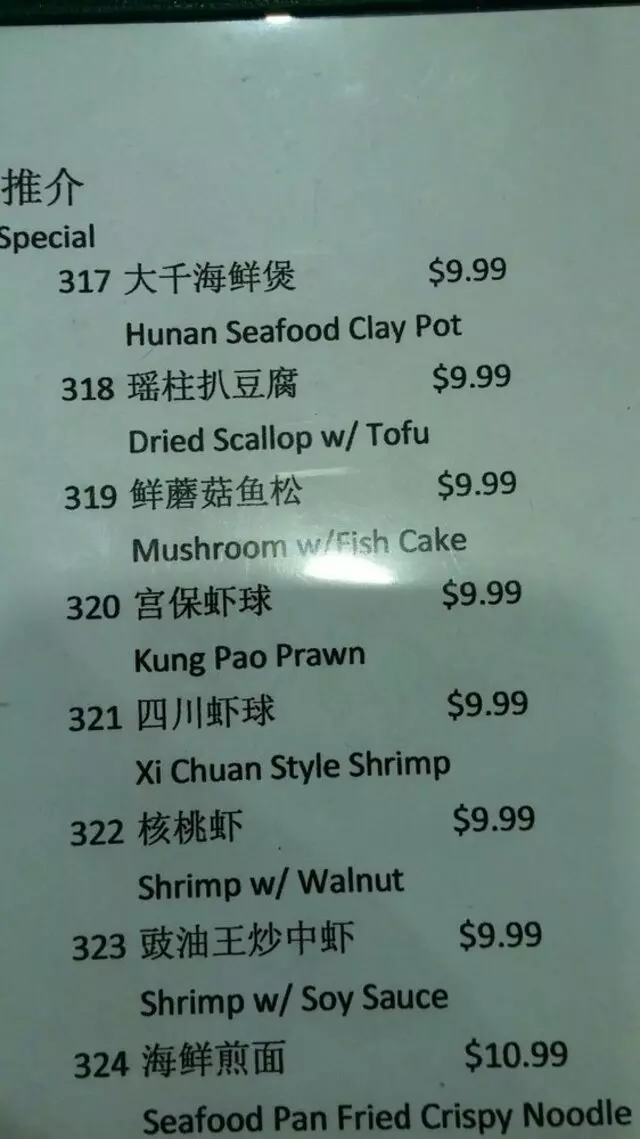 推介
Special
317 大千海鲜煲 $9.99
Hunan Seafood Clay Pot
318 瑶柱扒豆腐 $9.99
Dried Scallop w/ Tofu
319 鲜蘑菇鱼松 $9.99
Mushroom w/Fish Cake
320 宫保虾球 $9.99
Kung Pao Prawn
321 四川虾球 $9.99
Xi Chuan Style Shrimp
322 核桃虾 $9.99
Shrimp w/ Walnut
323 豉油王炒中虾 $9.99
Shrimp w/ Soy Sauce
324 海鲜煎面 $10.99
Seafood Pan Fried Crispy Noodle